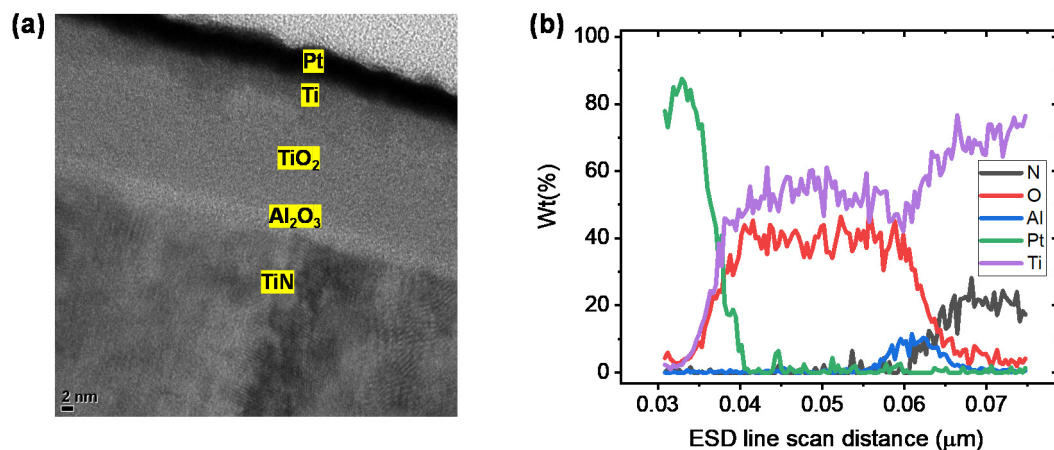 (a)
Pt
Ti
TiO₂
Al₂O₃
TiN
2 nm
(b)
Wt(%)
100
80
60
40
20
0
N
O
Al
Pt
Ti
0.03 0.04 0.05 0.06 0.07
ESD line scan distance (μm)